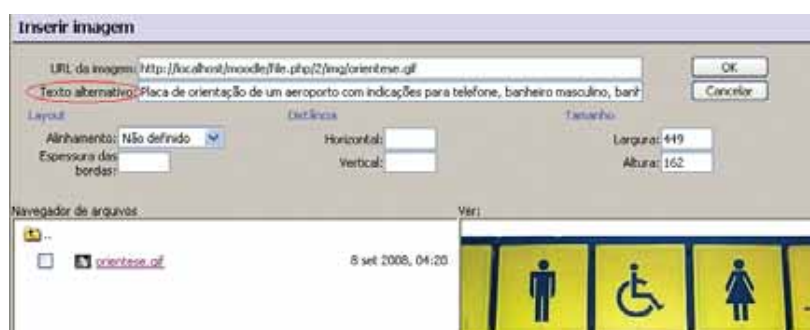 Inserir imagem
URL da imagem: http://localhost/moodle/file.php/2/img/orientese.gif OK
Texto alternativo: Placa de orientação de um aeroporto com indicações para telefone, banheiro masculino, banh Cancelar
Layout Distância Tamanho
Alinhamento: Não definido Horizontal: Largura: 449
Espessura das bordas: Vertical: Altura: 162
Navegador de arquivos Ver:
..
orientese.gif 8 set 2008, 04:20